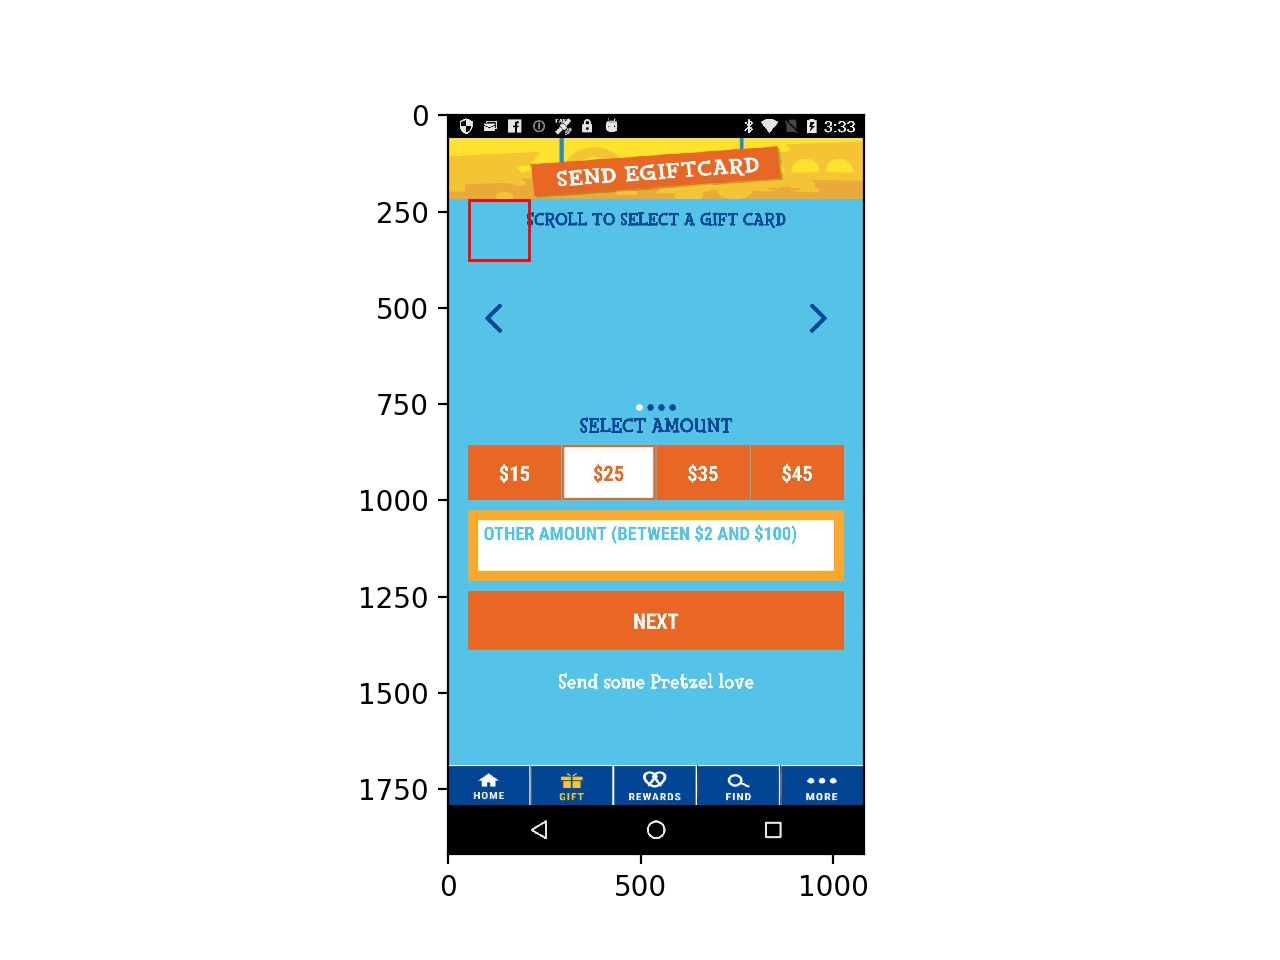 0
3:33
SEND EGIFTCARD
250
SCROLL TO SELECT A GIFT CARD
500
750
SELECT AMOUNT
$15 $25 $35 $45
1000
OTHER AMOUNT (BETWEEN $2 AND $100)
1250
NEXT
Send some Pretzel love
1500
1750
HOME GIFT REWARDS FIND MORE
0 500 1000